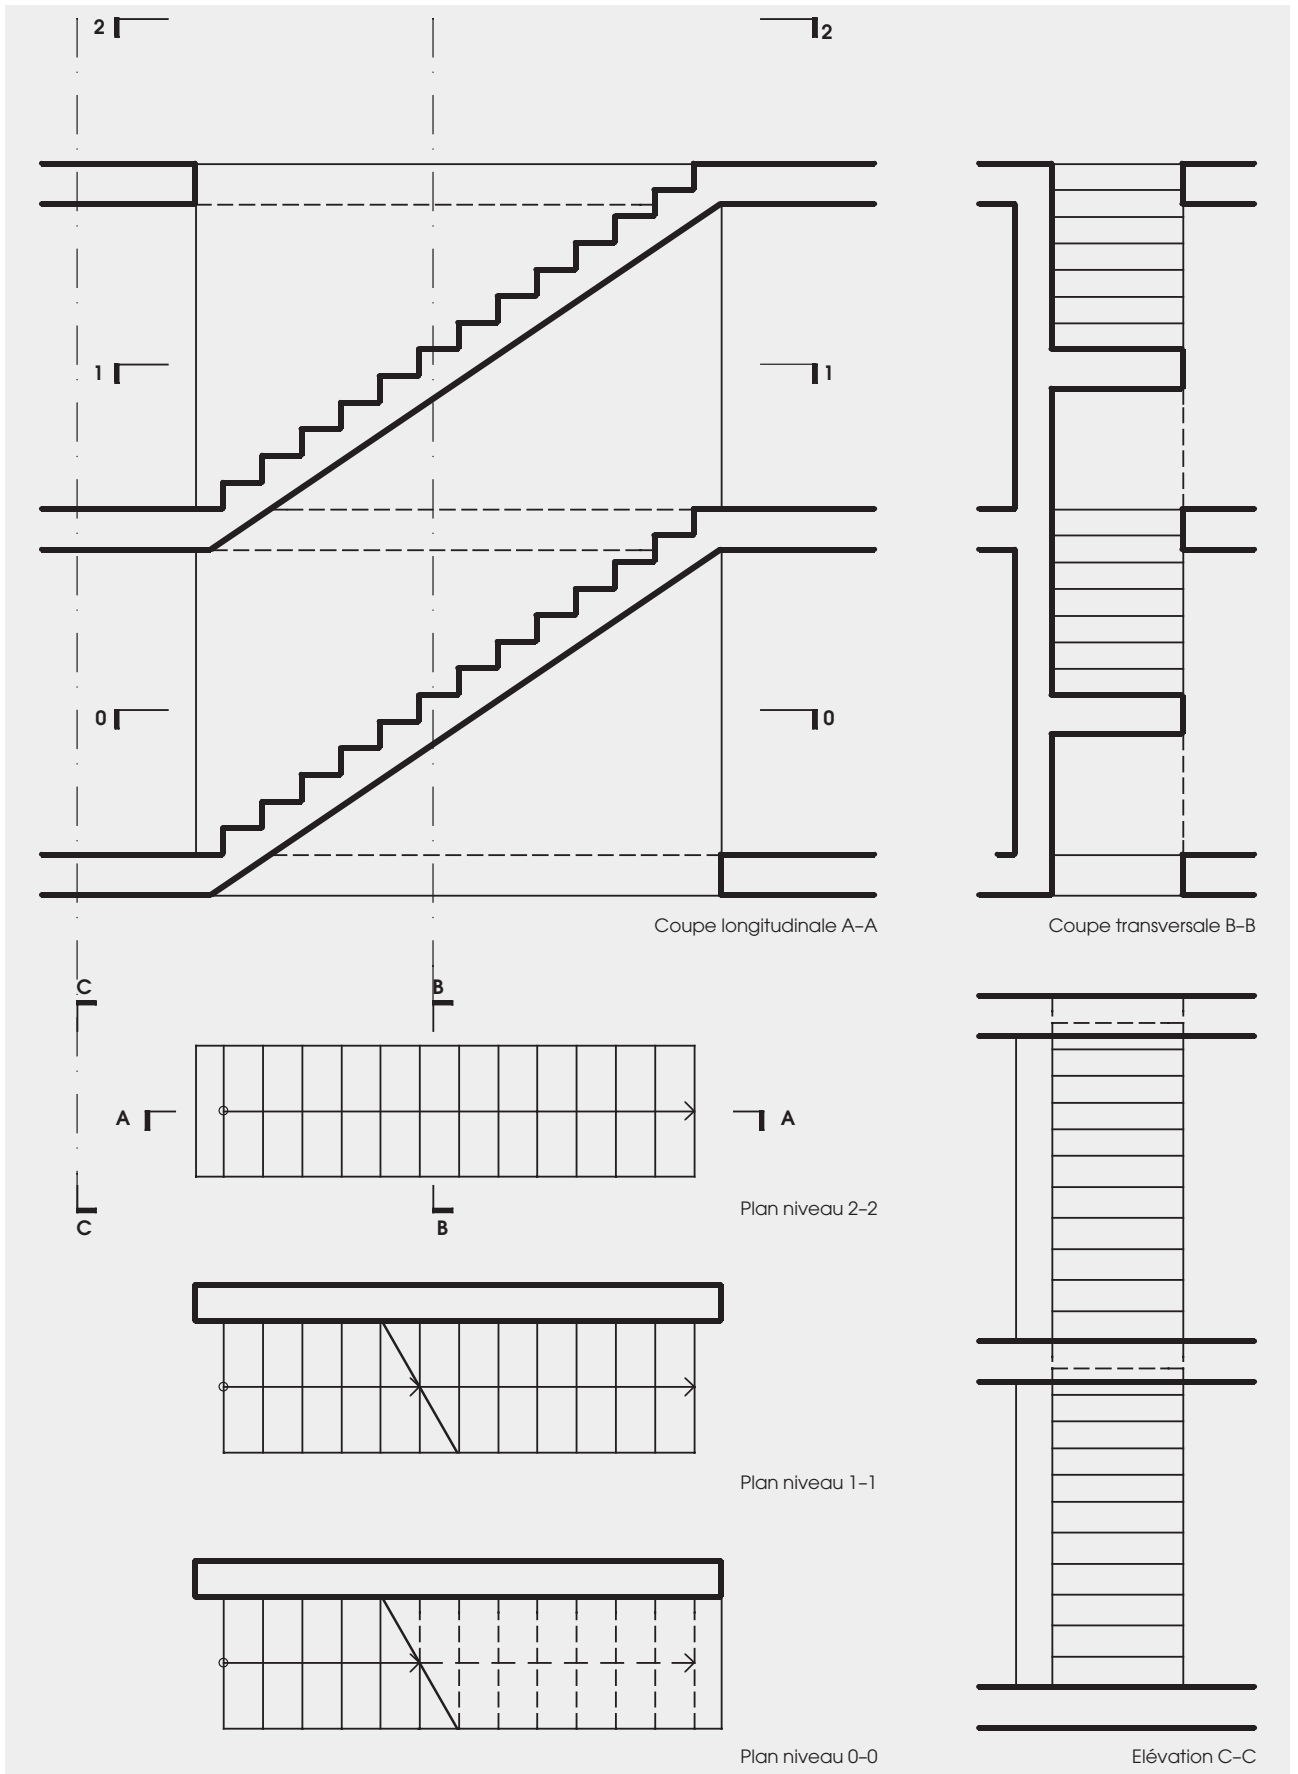 2
2
1
1
0
0
Coupe longitudinale A–A
Coupe transversale B–B
C
B
A
A
C
B
Plan niveau 2–2
Plan niveau 1–1
Plan niveau 0–0
Elévation C–C